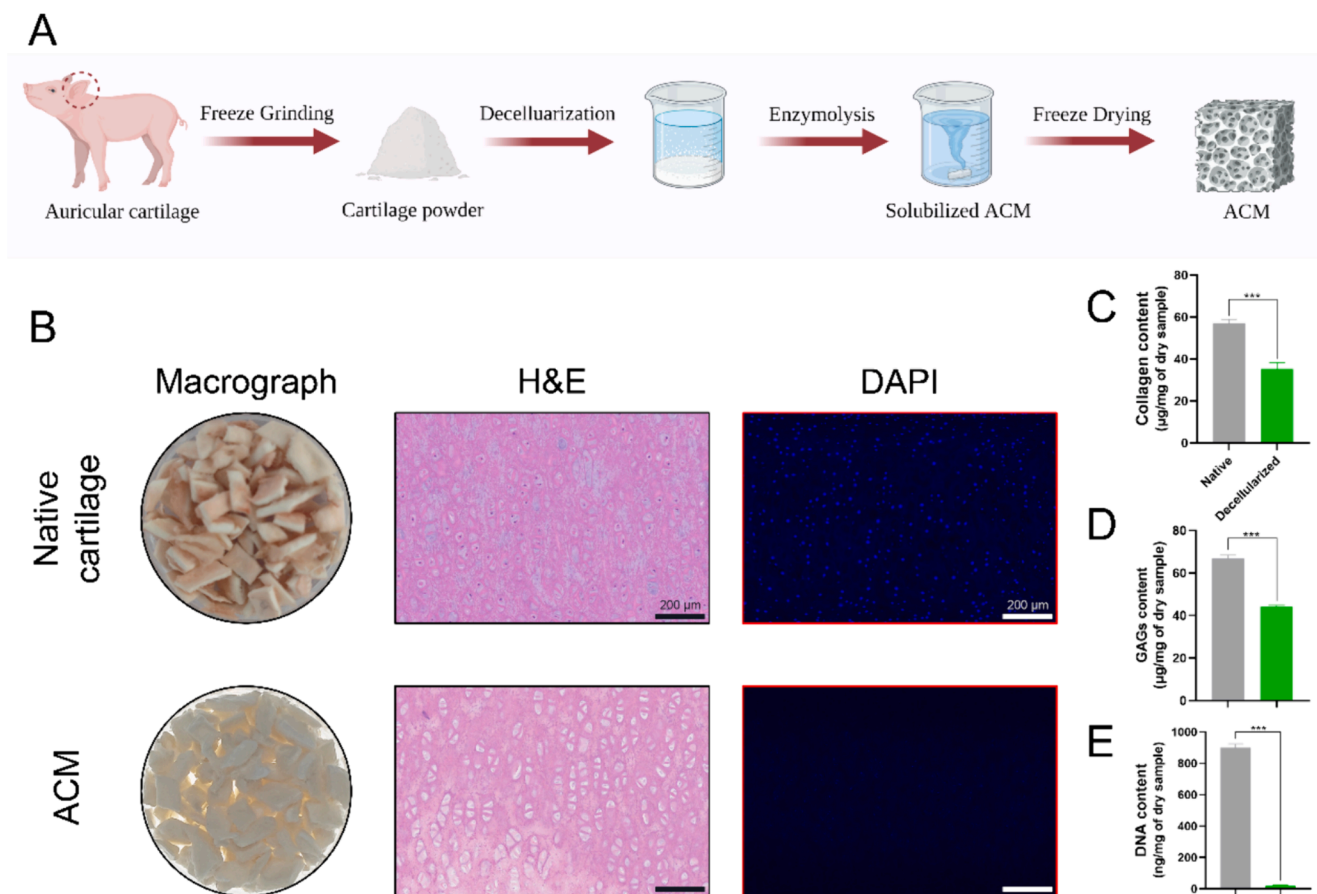 A
Freeze Grinding
Decelluarization
Enzymolysis
Freeze Drying
Auricular cartilage
Cartilage powder
Solubilized ACM
ACM
B
Macrograph
H&E
DAPI
Native
cartilage
200 µm
200 µm
ACM
C
Collagen content
(µg/mg of dry sample)
80
60
40
20
0
***
Native
Decellularized
D
GAGs content
(µg/mg of dry sample)
80
60
40
20
0
***
E
DNA content
(ng/mg of dry sample)
1000
800
600
400
200
0
***